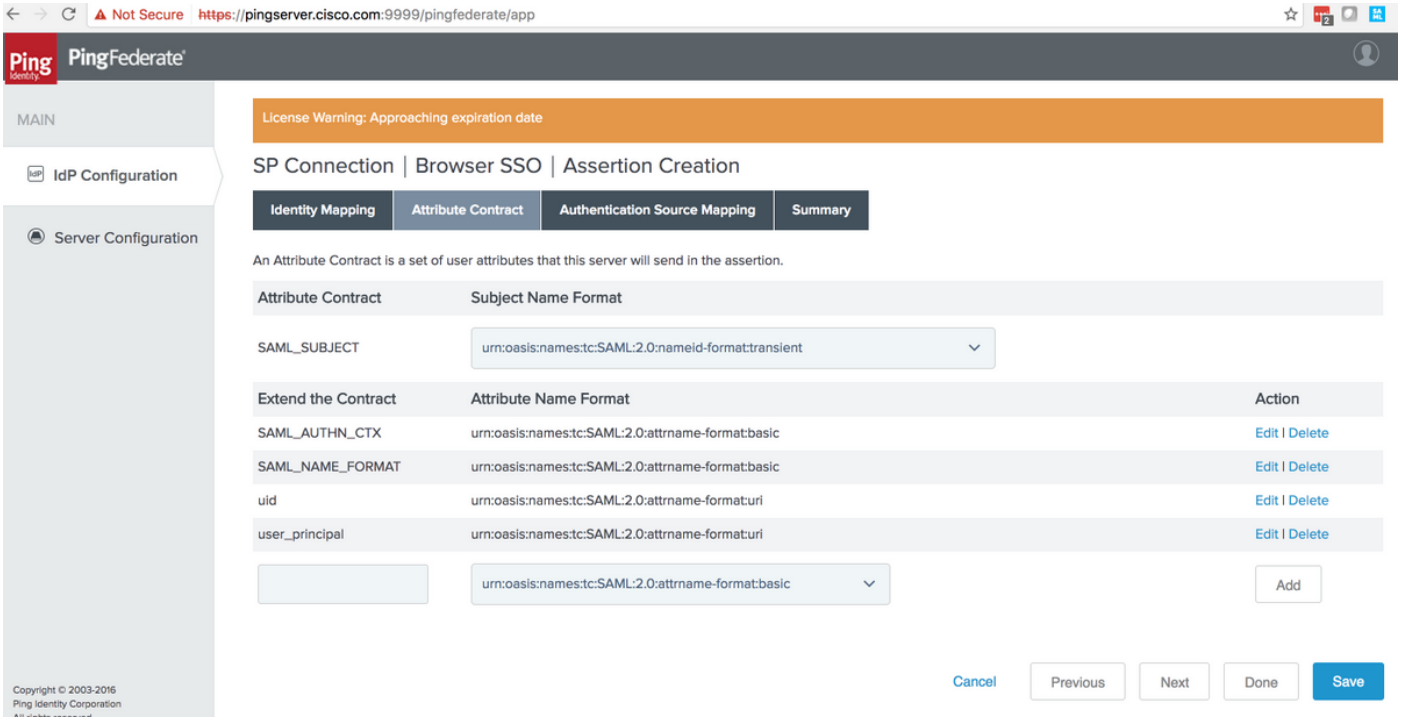 Not Secure https://pingserver.cisco.com:9999/pingfederate/app
2
SA
ML
Ping
Identity.
PingFederate®
MAIN
IdP
IdP Configuration
Server Configuration
License Warning: Approaching expiration date
SP Connection | Browser SSO | Assertion Creation
Identity Mapping Attribute Contract Authentication Source Mapping Summary
An Attribute Contract is a set of user attributes that this server will send in the assertion.
Attribute Contract Subject Name Format
SAML_SUBJECT urn:oasis:names:tc:SAML:2.0:nameid-format:transient
Extend the Contract Attribute Name Format Action
SAML_AUTHN_CTX urn:oasis:names:tc:SAML:2.0:attrname-format:basic Edit | Delete
SAML_NAME_FORMAT urn:oasis:names:tc:SAML:2.0:attrname-format:basic Edit | Delete
uid urn:oasis:names:tc:SAML:2.0:attrname-format:uri Edit | Delete
user_principal urn:oasis:names:tc:SAML:2.0:attrname-format:uri Edit | Delete
urn:oasis:names:tc:SAML:2.0:attrname-format:basic Add
Cancel Previous Next Done Save
Copyright © 2003-2016
Ping Identity Corporation
All rights reserved